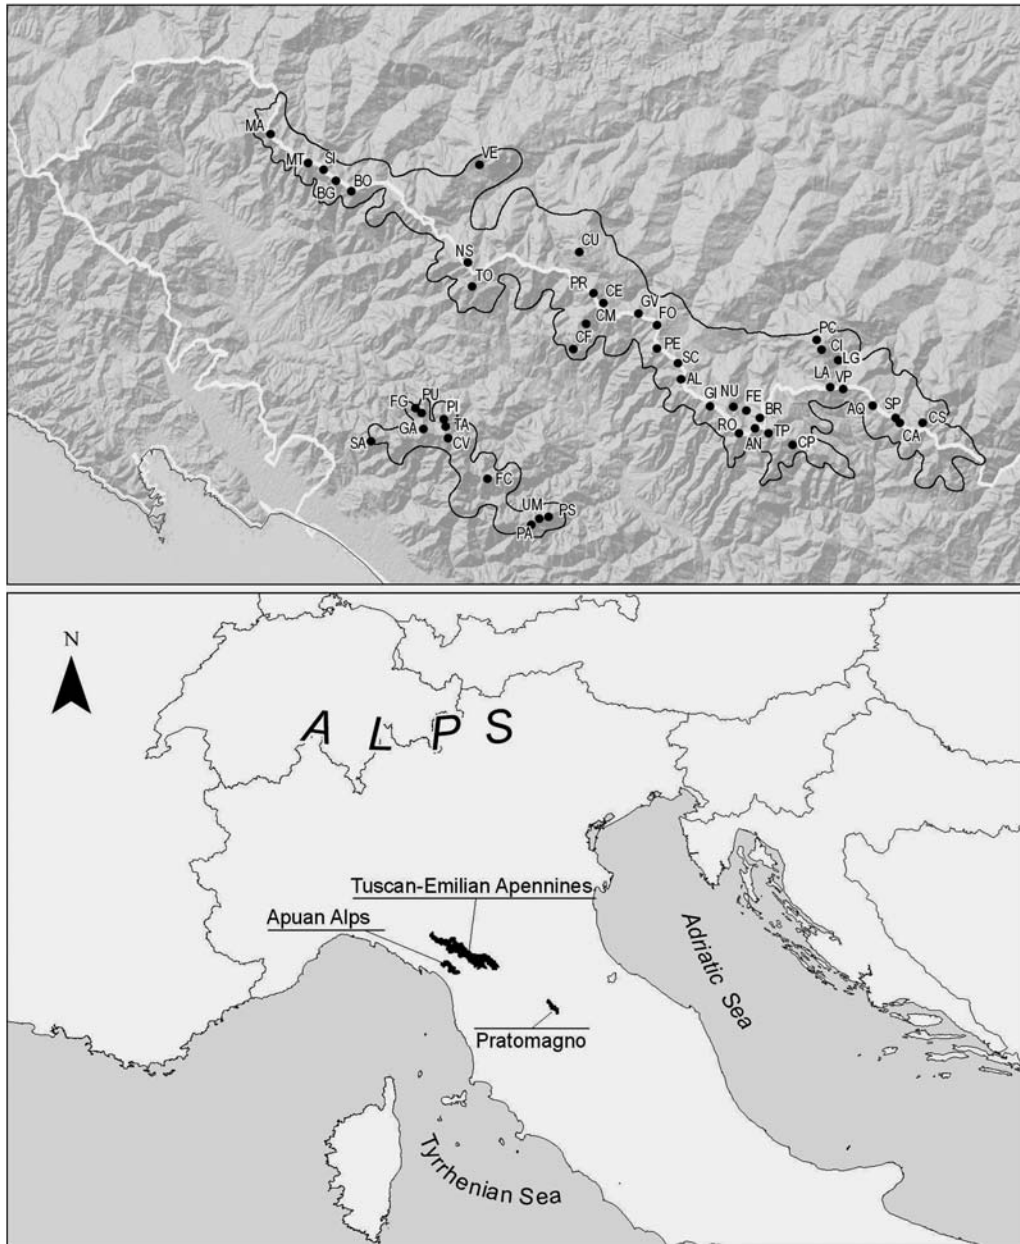 MA
MT
SI
BG
BO
VE
NS
TO
CU
PR
CE
CM
CF
GV
FO
PE
SC
AL
GI
NU
FE
BR
RO
AN
TP
CP
PC
CI
LG
LA
VP
AQ
SP
CA
CS
FG
PU
PI
GA
TA
SA
CV
FC
UM
PS
PA
N
ALPS
Tuscan-Emilian Apennines
Apuan Alps
Pratomagno
Adriatic Sea
Tyrrhenian Sea